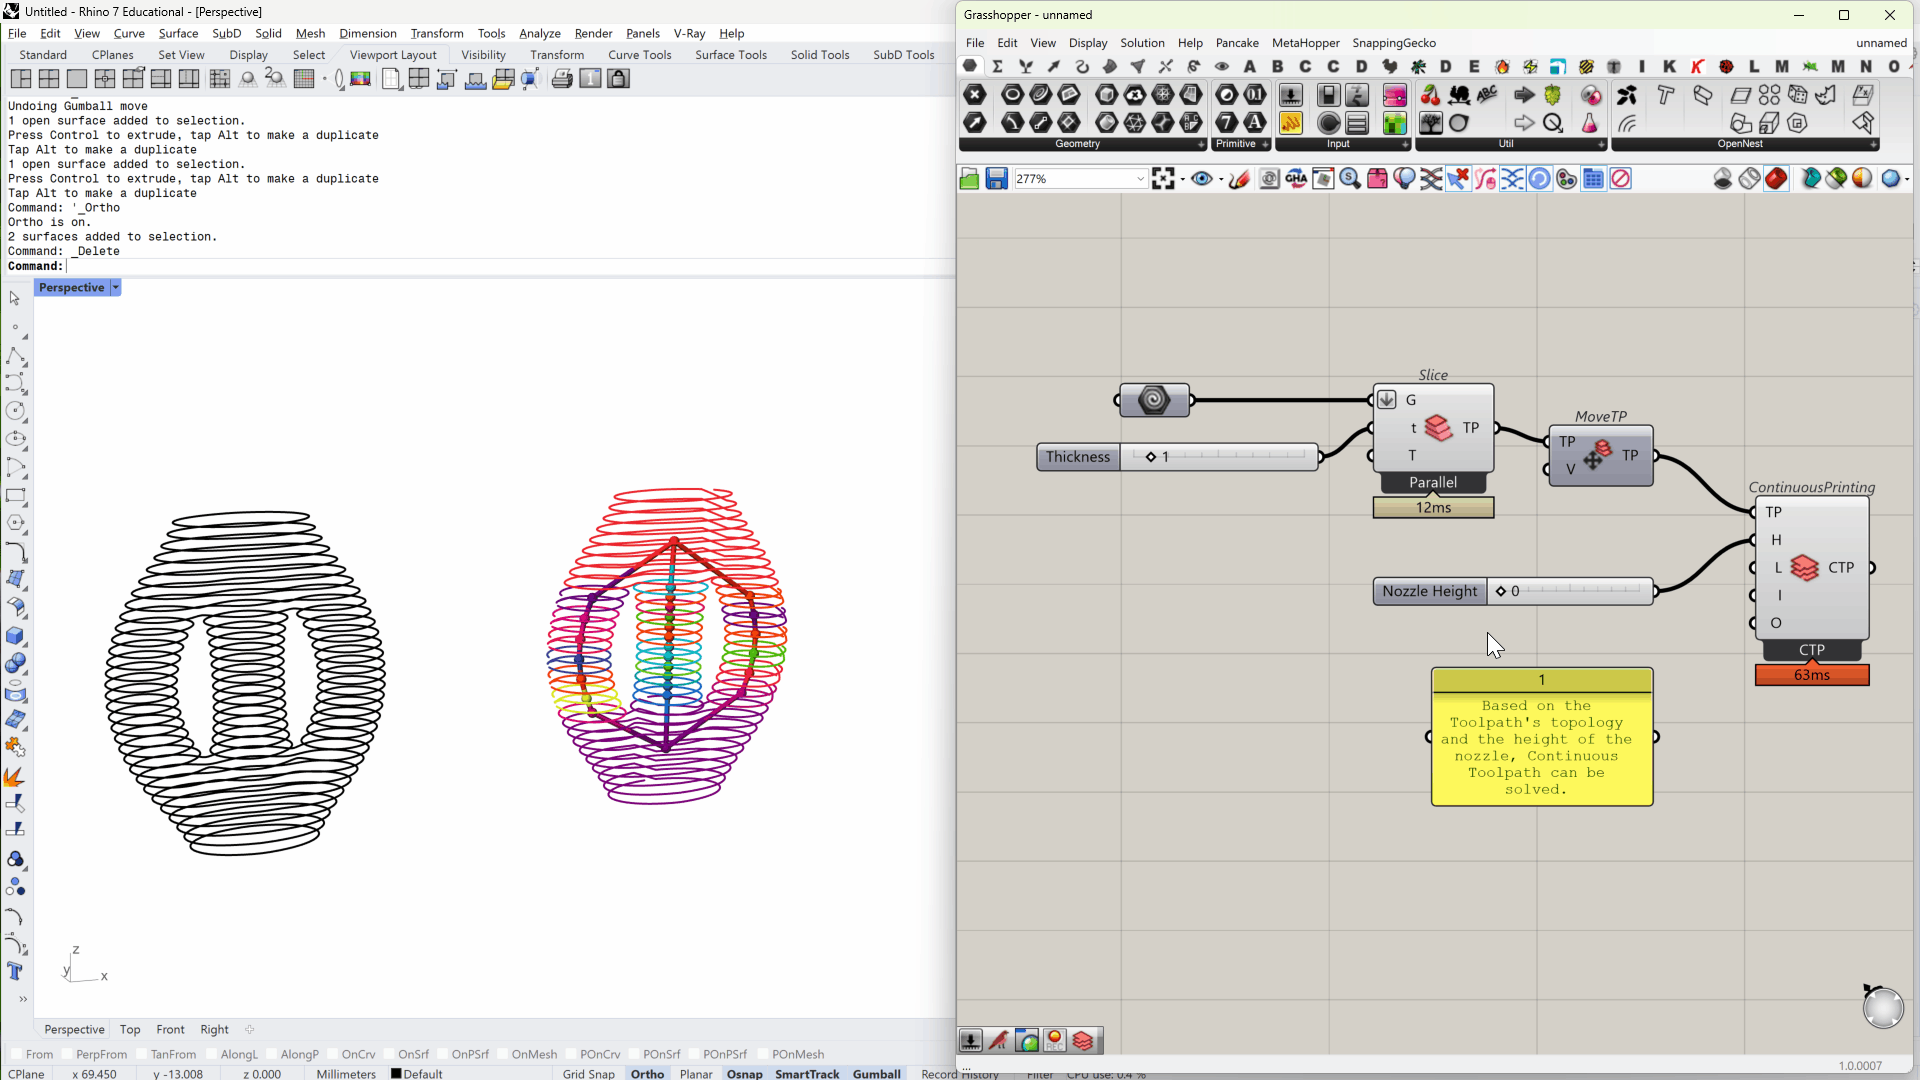 Untitled - Rhino 7 Educational - [Perspective]
File Edit View Curve Surface SubD Solid Mesh Dimension Transform Tools Analyze Render Panels V-Ray Help
Standard CPlanes Set View Display Select Viewport Layout Visibility Transform Curve Tools Surface Tools Solid Tools SubD Tools
Undoing Gumball move
1 open surface added to selection.
Press Control to extrude, tap Alt to make a duplicate
Tap Alt to make a duplicate
1 open surface added to selection.
Press Control to extrude, tap Alt to make a duplicate
Tap Alt to make a duplicate
Command: '_Ortho
Ortho is on.
2 surfaces added to selection.
Command: _Delete
Command:
Perspective
z
y
x
Perspective Top Front Right
From PerpFrom TanFrom AlongL AlongP OnCrv OnSrf OnPSrf OnMesh POnCrv POnSrf POnPSrf POnMesh
CPlane x 69.450 y -13.008 z 0.000 Millimeters Default Grid Snap Ortho Planar Osnap SmartTrack Gumball Record History Filter CPU use: 0.4 %
Grasshopper - unnamed
File Edit View Display Solution Help Pancake MetaHopper SnappingGecko unnamed
A B C C D D E I K K L M M N O
Geometry Primitive Input Util OpenNest
277%
Slice
G
t TP
T
Parallel
12ms
Thickness 1
MoveTP
TP
V
TP
ContinuousPrinting
TP
H
L CTP
I
O
CTP
63ms
Nozzle Height 0
1
Based on the
Toolpath's topology
and the height of the
nozzle, Continuous
Toolpath can be
solved.
...
1.0.0007